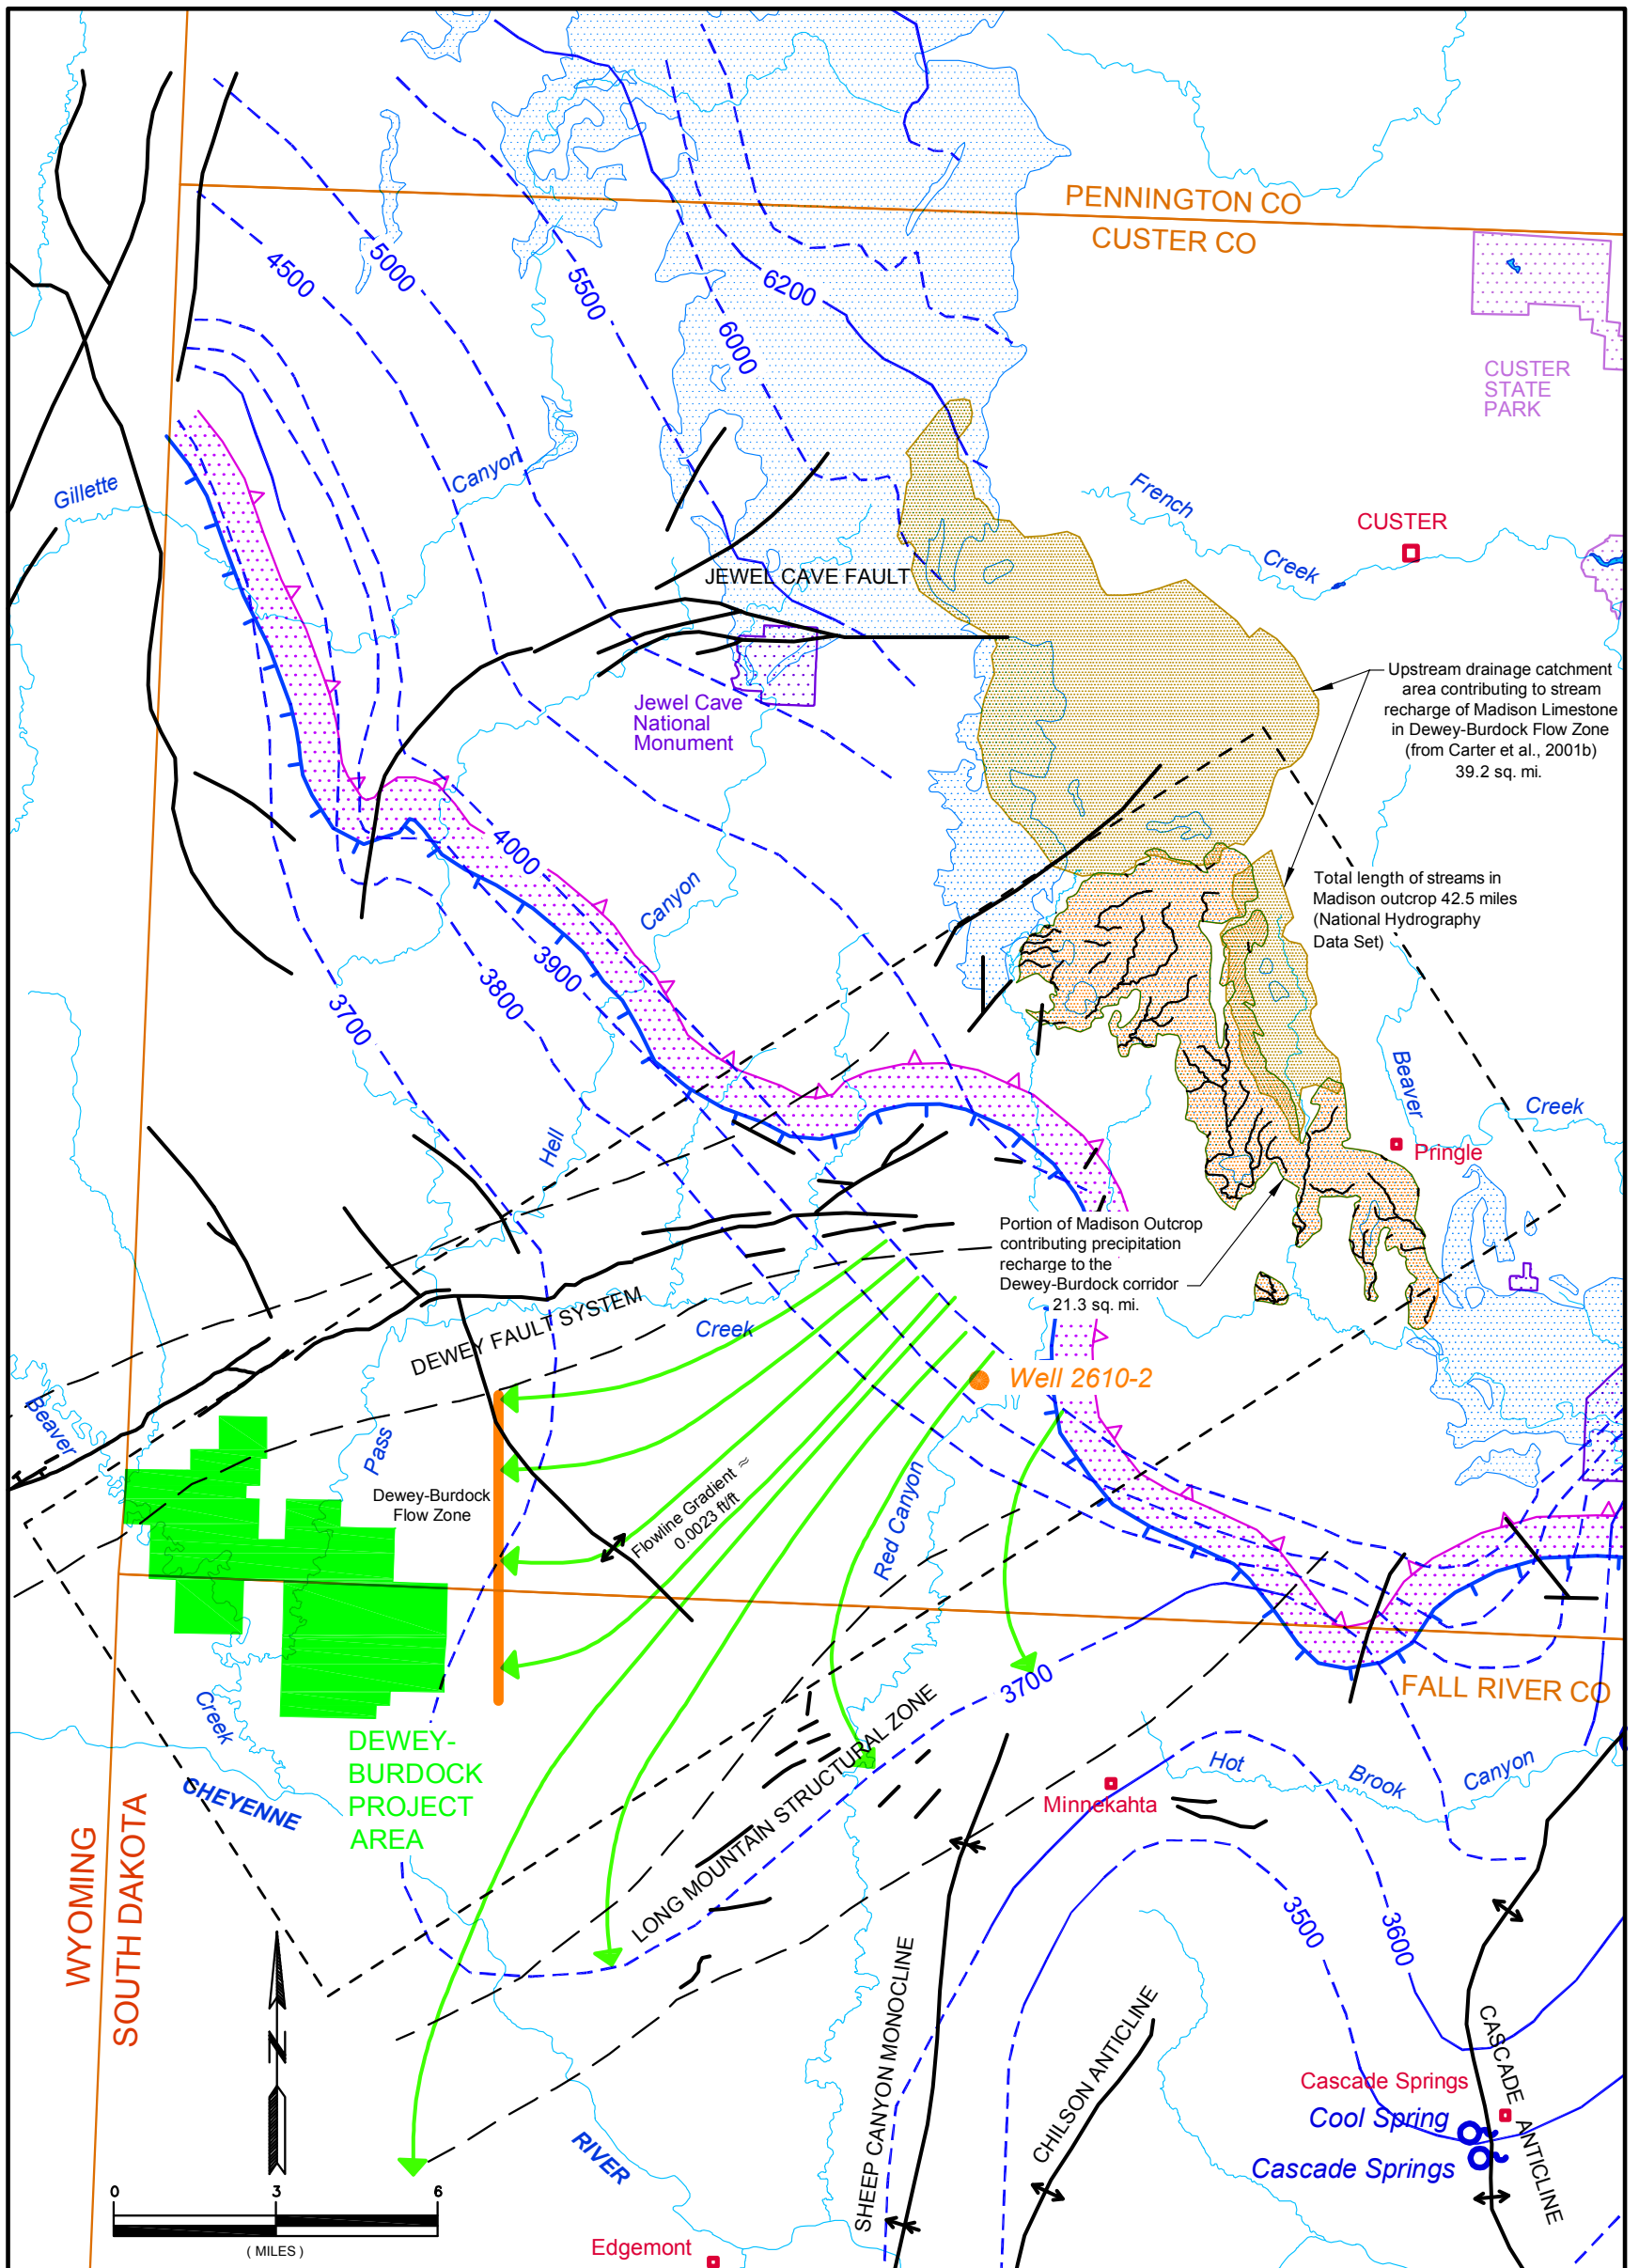 PENNINGTON CO
CUSTER CO
5000
4500
5500
6200
6000
CUSTER
STATE
PARK
Gillette
Canyon
French
Creek
CUSTER
JEWEL CAVE FAULT
Jewel Cave
National
Monument
Upstream drainage catchment
area contributing to stream
recharge of Madison Limestone
in Dewey-Burdock Flow Zone
(from Carter et al., 2001b)
39.2 sq. mi.
4000
Canyon
Total length of streams in
Madison outcrop 42.5 miles
(National Hydrography
Data Set)
3900
3800
3700
Beaver
Creek
Hell
Pringle
Portion of Madison Outcrop
contributing precipitation
recharge to the
Dewey-Burdock corridor
21.3 sq. mi.
DEWEY FAULT SYSTEM
Creek
Well 2610-2
Beaver
Pass
Dewey-Burdock
Flow Zone
Flowline Gradient ≈
0.0023 ft/ft
Red Canyon
3700
FALL RIVER CO
Creek
DEWEY-
BURDOCK
PROJECT
AREA
CHEYENNE
LONG MOUNTAIN STRUCTURAL ZONE
Hot
Brook
Canyon
Minnekahta
WYOMING
SOUTH DAKOTA
3500
3600
N
SHEEP CANYON MONOCLINE
CHILSON ANTICLINE
CASCADE ANTICLINE
Cascade Springs
Cool Spring
Cascade Springs
RIVER
0 3 6
( MILES )
Edgemont